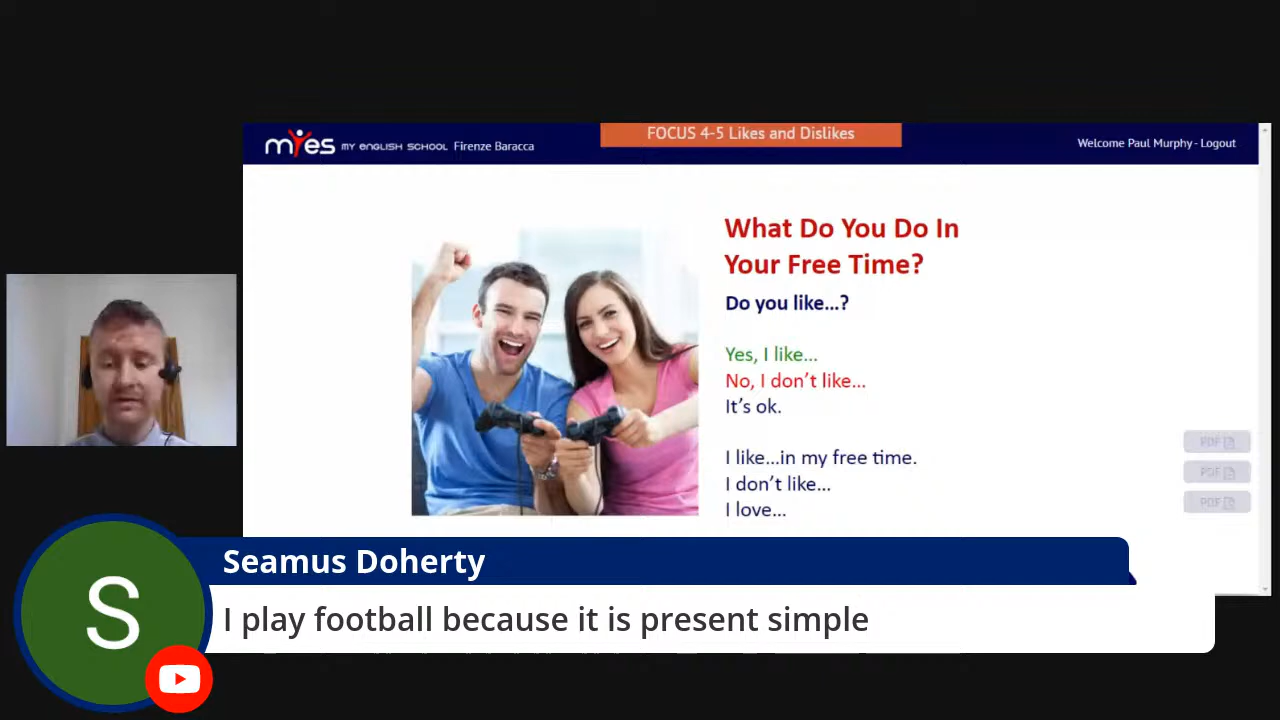 FOCUS 4-5 Likes and Dislikes
myes MY ENGLISH SCHOOL Firenze Baracca
Welcome Paul Murphy - Logout
What Do You Do In
Your Free Time?
Do you like...?
Yes, I like...
No, I don't like...
It's ok.
I like...in my free time.
I don't like...
I love...
PDF
PDF
PDF
S
Seamus Doherty
I play football because it is present simple